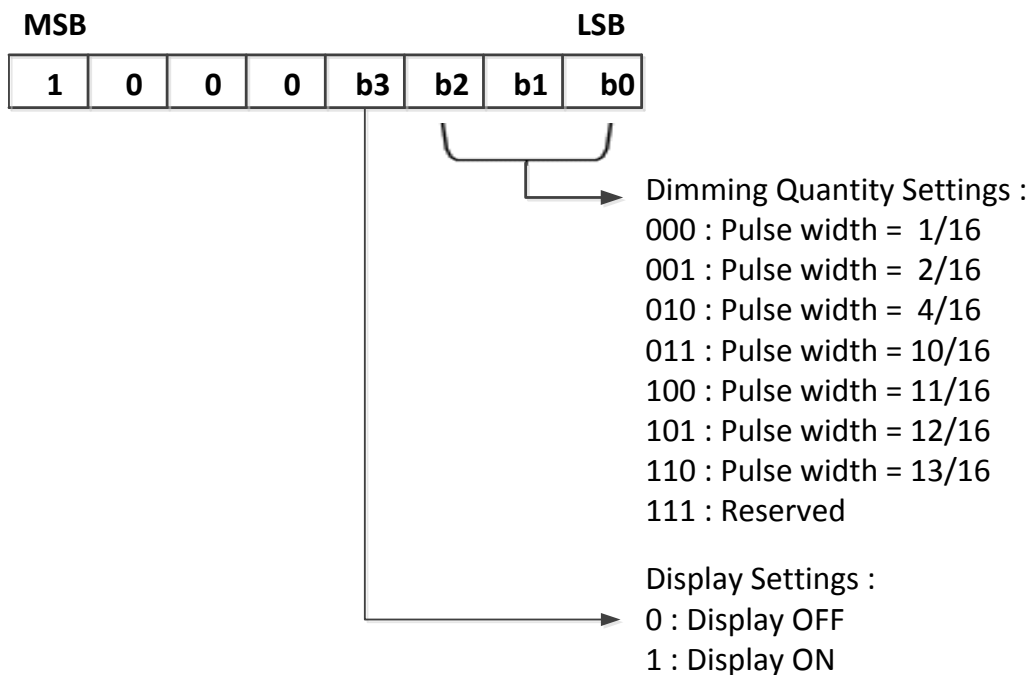 MSB LSB
1 0 0 0 b3 b2 b1 b0
Dimming Quantity Settings :
000 : Pulse width = 1/16
001 : Pulse width = 2/16
010 : Pulse width = 4/16
011 : Pulse width = 10/16
100 : Pulse width = 11/16
101 : Pulse width = 12/16
110 : Pulse width = 13/16
111 : Reserved
Display Settings :
0 : Display OFF
1 : Display ON